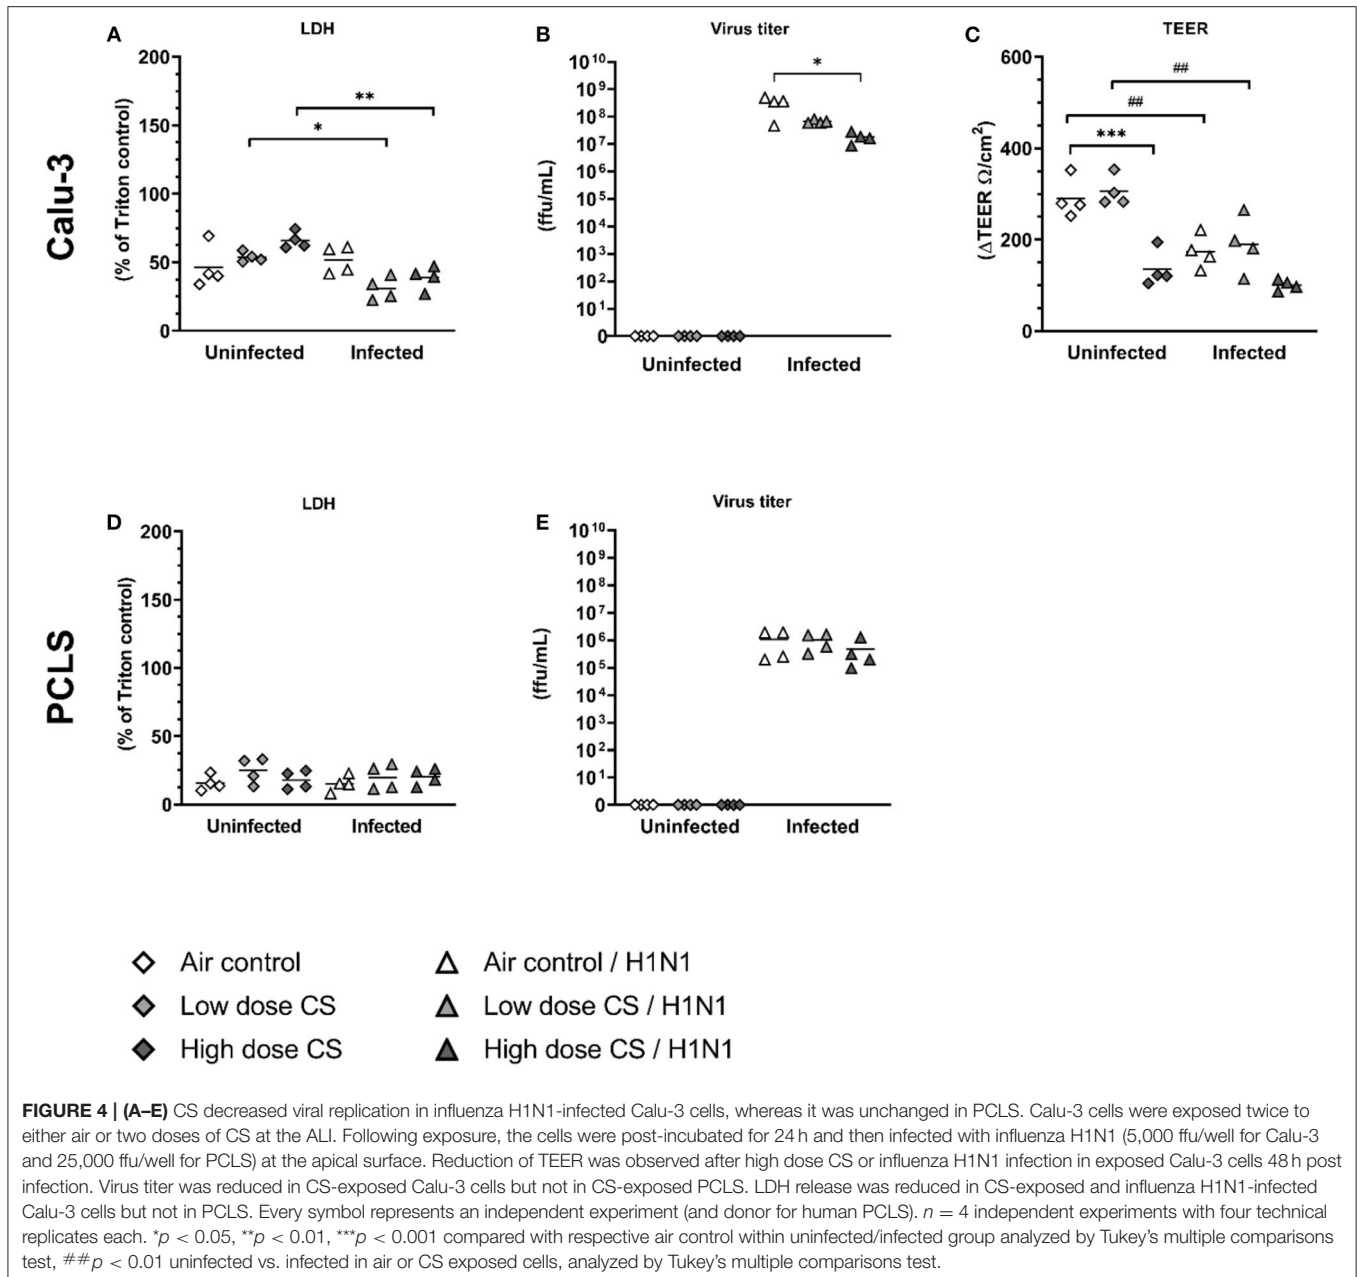 A
LDH
200
150
100
50
0
(% of Triton control)
**
*
Uninfected
Infected
Calu-3
B
Virus titer
10^10
10^9
10^8
10^7
10^6
10^5
10^4
10^3
10^2
10^1
0
(ffu/mL)
*
Uninfected
Infected
C
TEER
600
400
200
0
(ΔTEER Ω/cm²)
##
##
***
Uninfected
Infected
PCLS
D
LDH
200
150
100
50
0
(% of Triton control)
Uninfected
Infected
E
Virus titer
10^10
10^9
10^8
10^7
10^6
10^5
10^4
10^3
10^2
10^1
0
(ffu/mL)
Uninfected
Infected
Air control
Air control / H1N1
Low dose CS
Low dose CS / H1N1
High dose CS
High dose CS / H1N1
FIGURE 4 | (A–E) CS decreased viral replication in influenza H1N1-infected Calu-3 cells, whereas it was unchanged in PCLS. Calu-3 cells were exposed twice to
either air or two doses of CS at the ALI. Following exposure, the cells were post-incubated for 24 h and then infected with influenza H1N1 (5,000 ffu/well for Calu-3
and 25,000 ffu/well for PCLS) at the apical surface. Reduction of TEER was observed after high dose CS or influenza H1N1 infection in exposed Calu-3 cells 48 h post
infection. Virus titer was reduced in CS-exposed Calu-3 cells but not in CS-exposed PCLS. LDH release was reduced in CS-exposed and influenza H1N1-infected
Calu-3 cells but not in PCLS. Every symbol represents an independent experiment (and donor for human PCLS). n = 4 independent experiments with four technical
replicates each. *p < 0.05, **p < 0.01, ***p < 0.001 compared with respective air control within uninfected/infected group analyzed by Tukey's multiple comparisons
test, ##p < 0.01 uninfected vs. infected in air or CS exposed cells, analyzed by Tukey's multiple comparisons test.